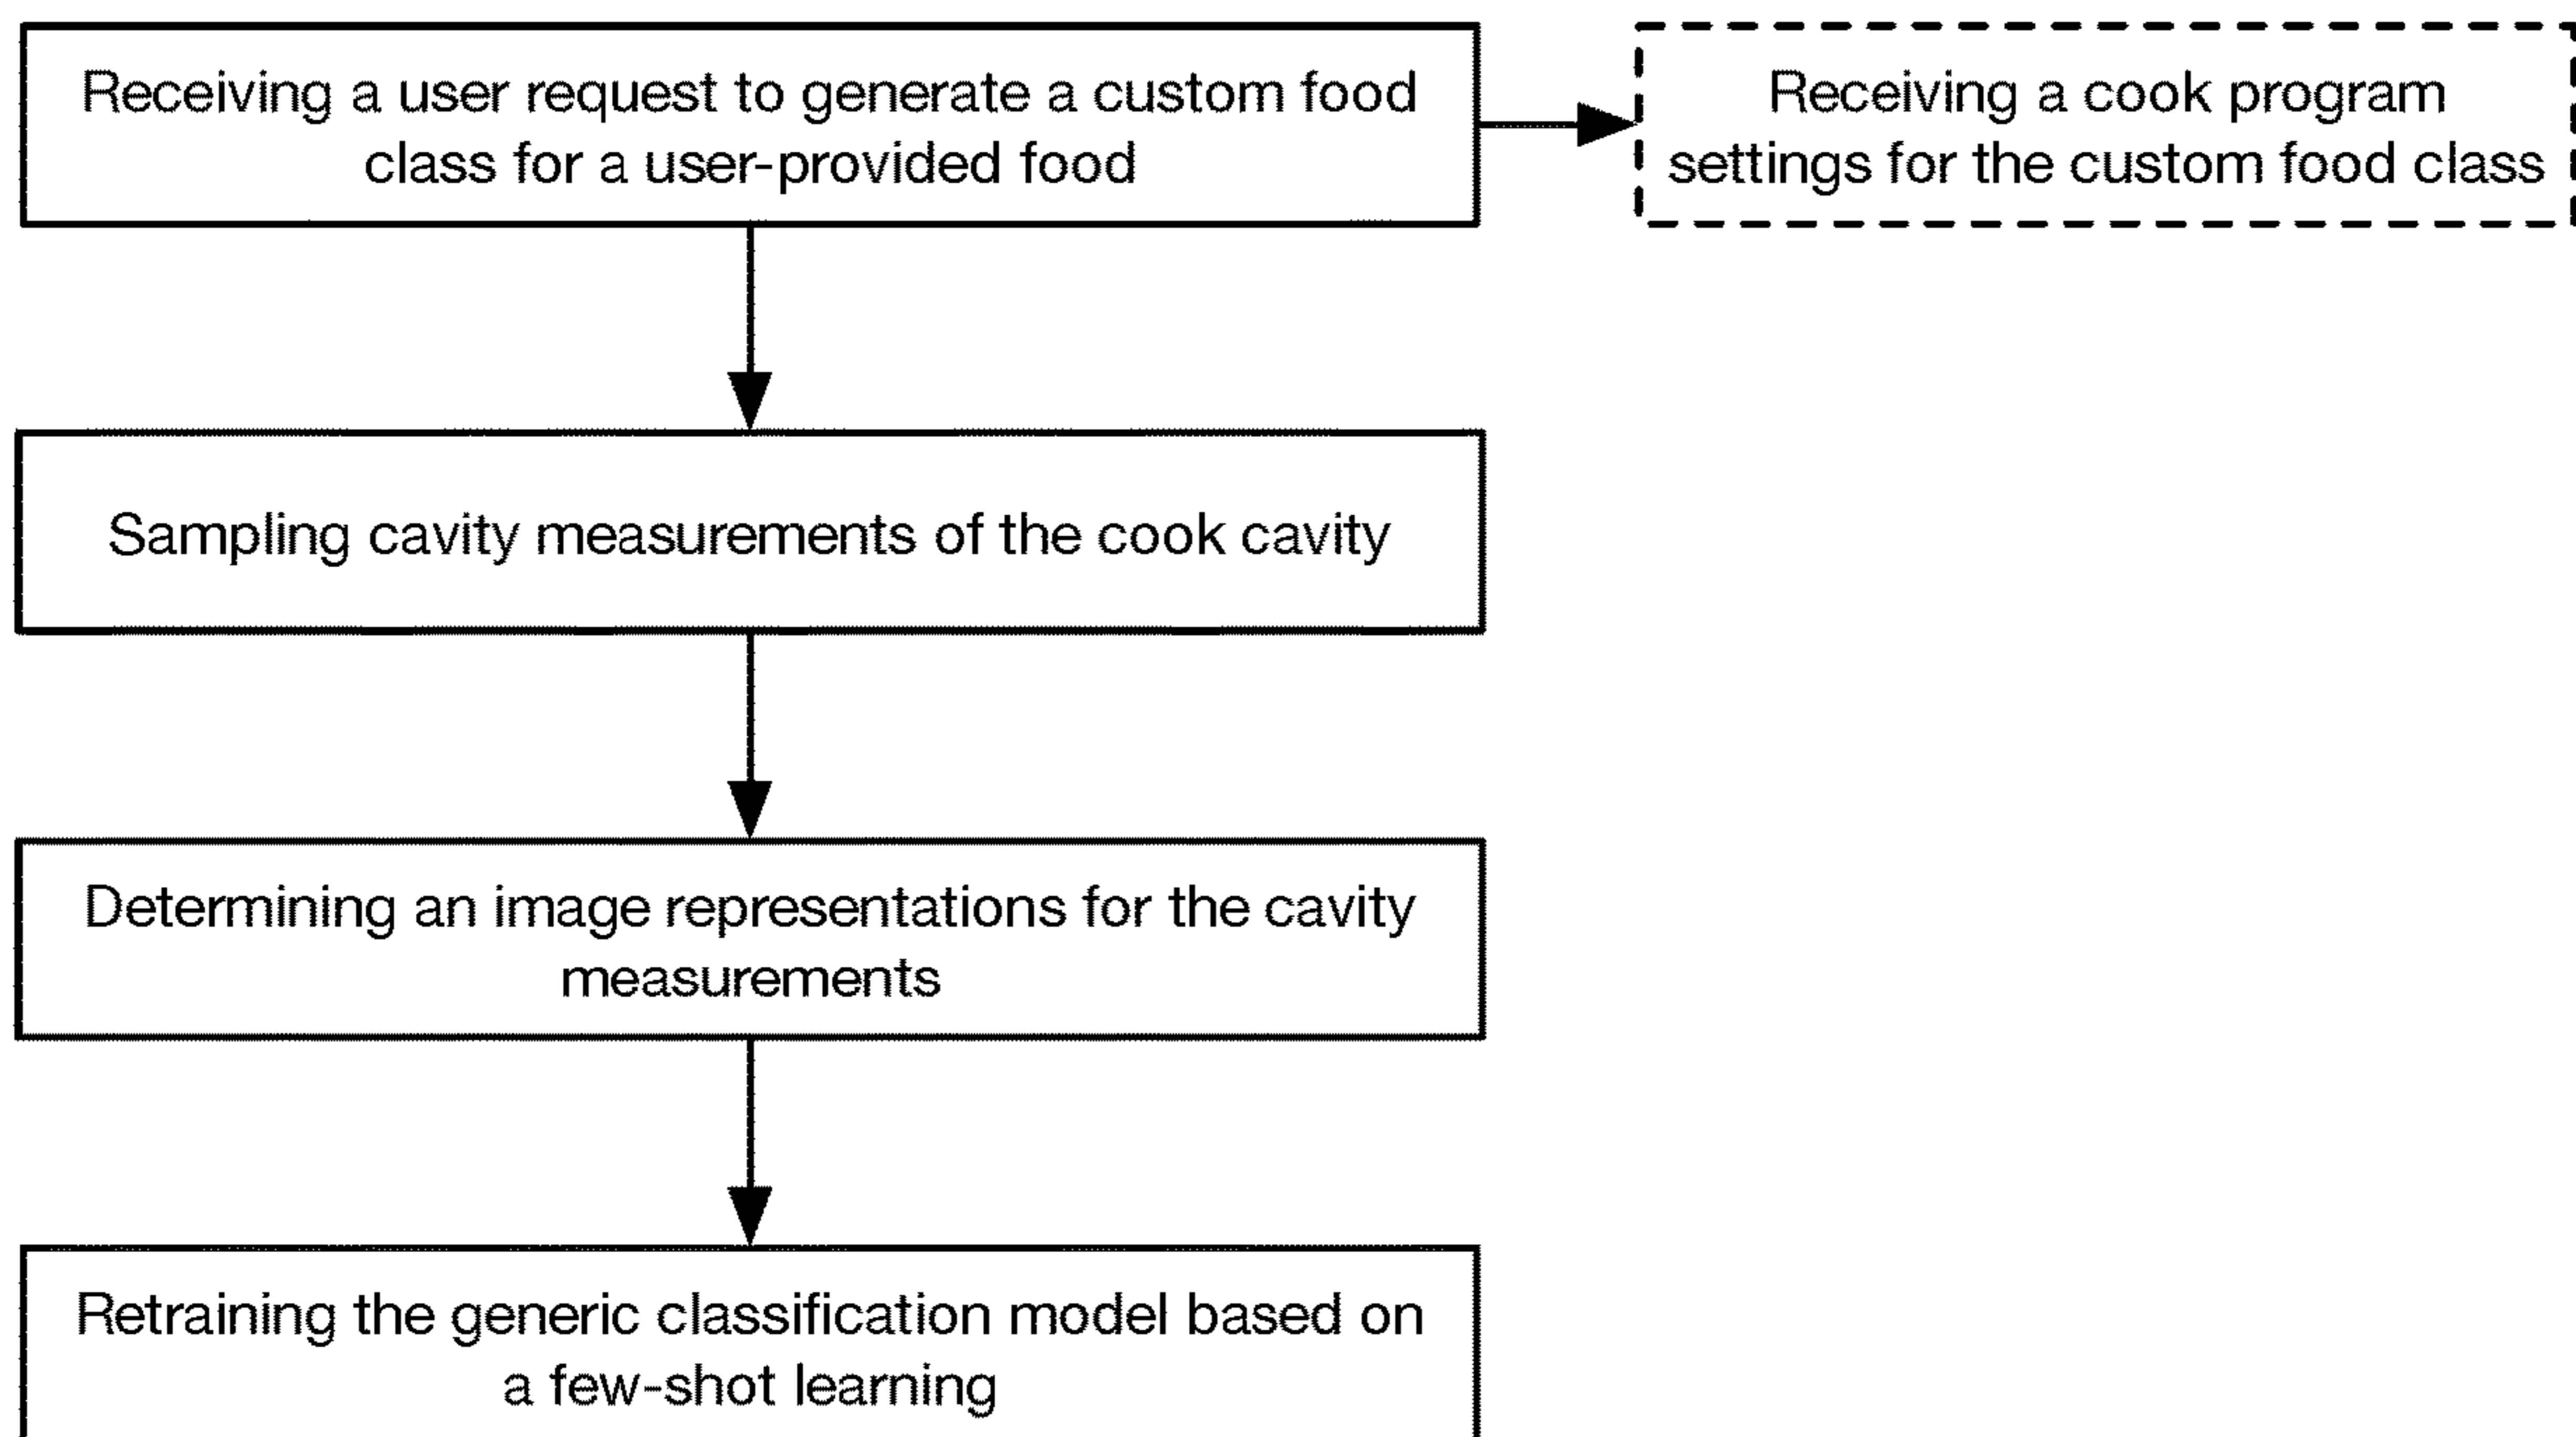 Receiving a user request to generate a custom food
class for a user-provided food
Receiving a cook program
settings for the custom food class
Sampling cavity measurements of the cook cavity
Determining an image representations for the cavity
measurements
Retraining the generic classification model based on
a few-shot learning